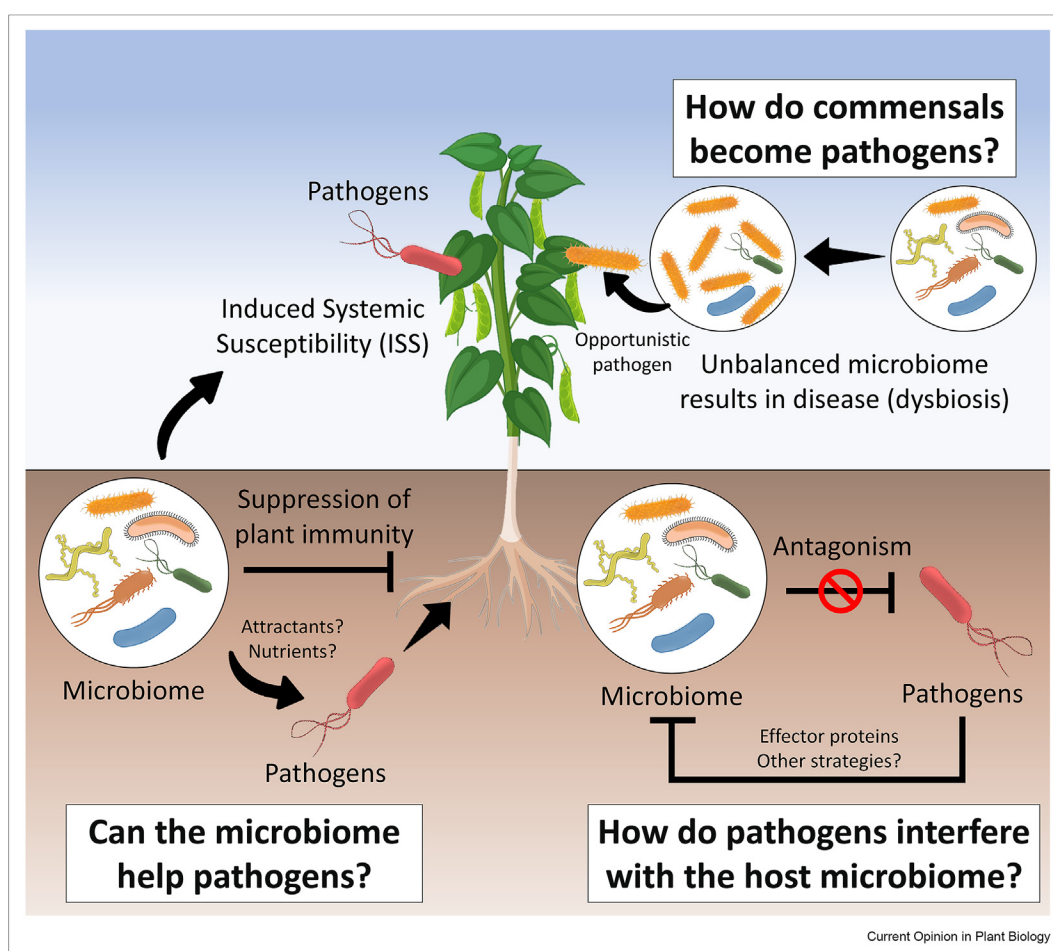 How do commensals
become pathogens?
Pathogens
Induced Systemic
Susceptibility (ISS)
Opportunistic
pathogen
Unbalanced microbiome
results in disease (dysbiosis)
Suppression of
plant immunity
Attractants?
Nutrients?
Microbiome
Pathogens
Can the microbiome
help pathogens?
Antagonism
Microbiome
Pathogens
Effector proteins
Other strategies?
How do pathogens interfere
with the host microbiome?
Current Opinion in Plant Biology